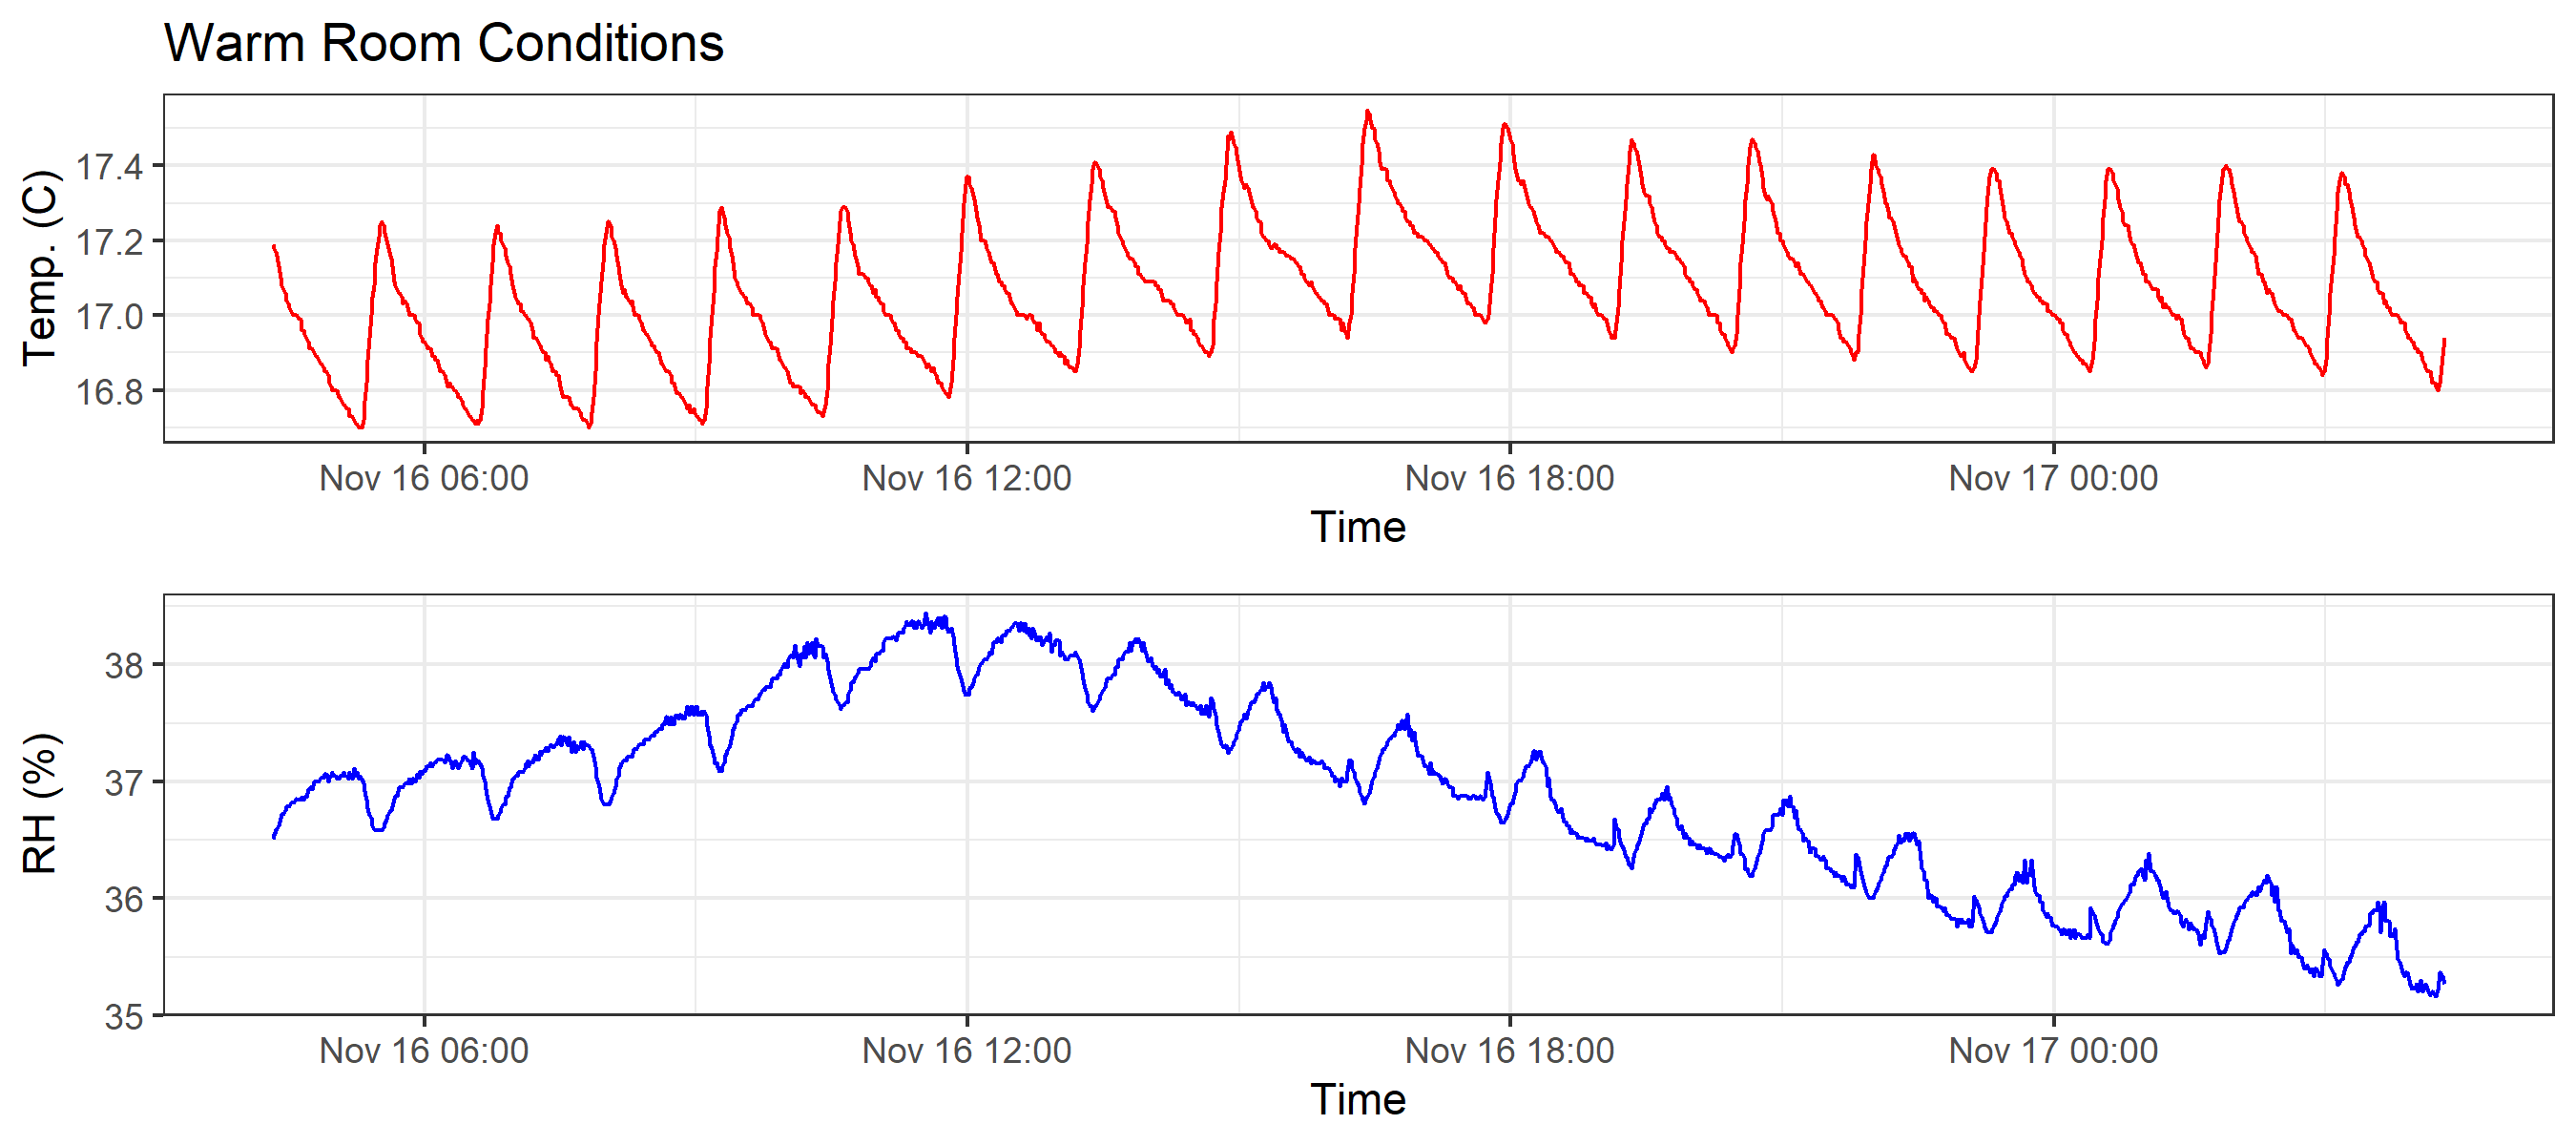 Warm Room Conditions
Temp. (C)
17.4
17.2
17.0
16.8
Nov 16 06:00 Nov 16 12:00 Nov 16 18:00 Nov 17 00:00
Time
RH (%)
38
37
36
35
Nov 16 06:00 Nov 16 12:00 Nov 16 18:00 Nov 17 00:00
Time